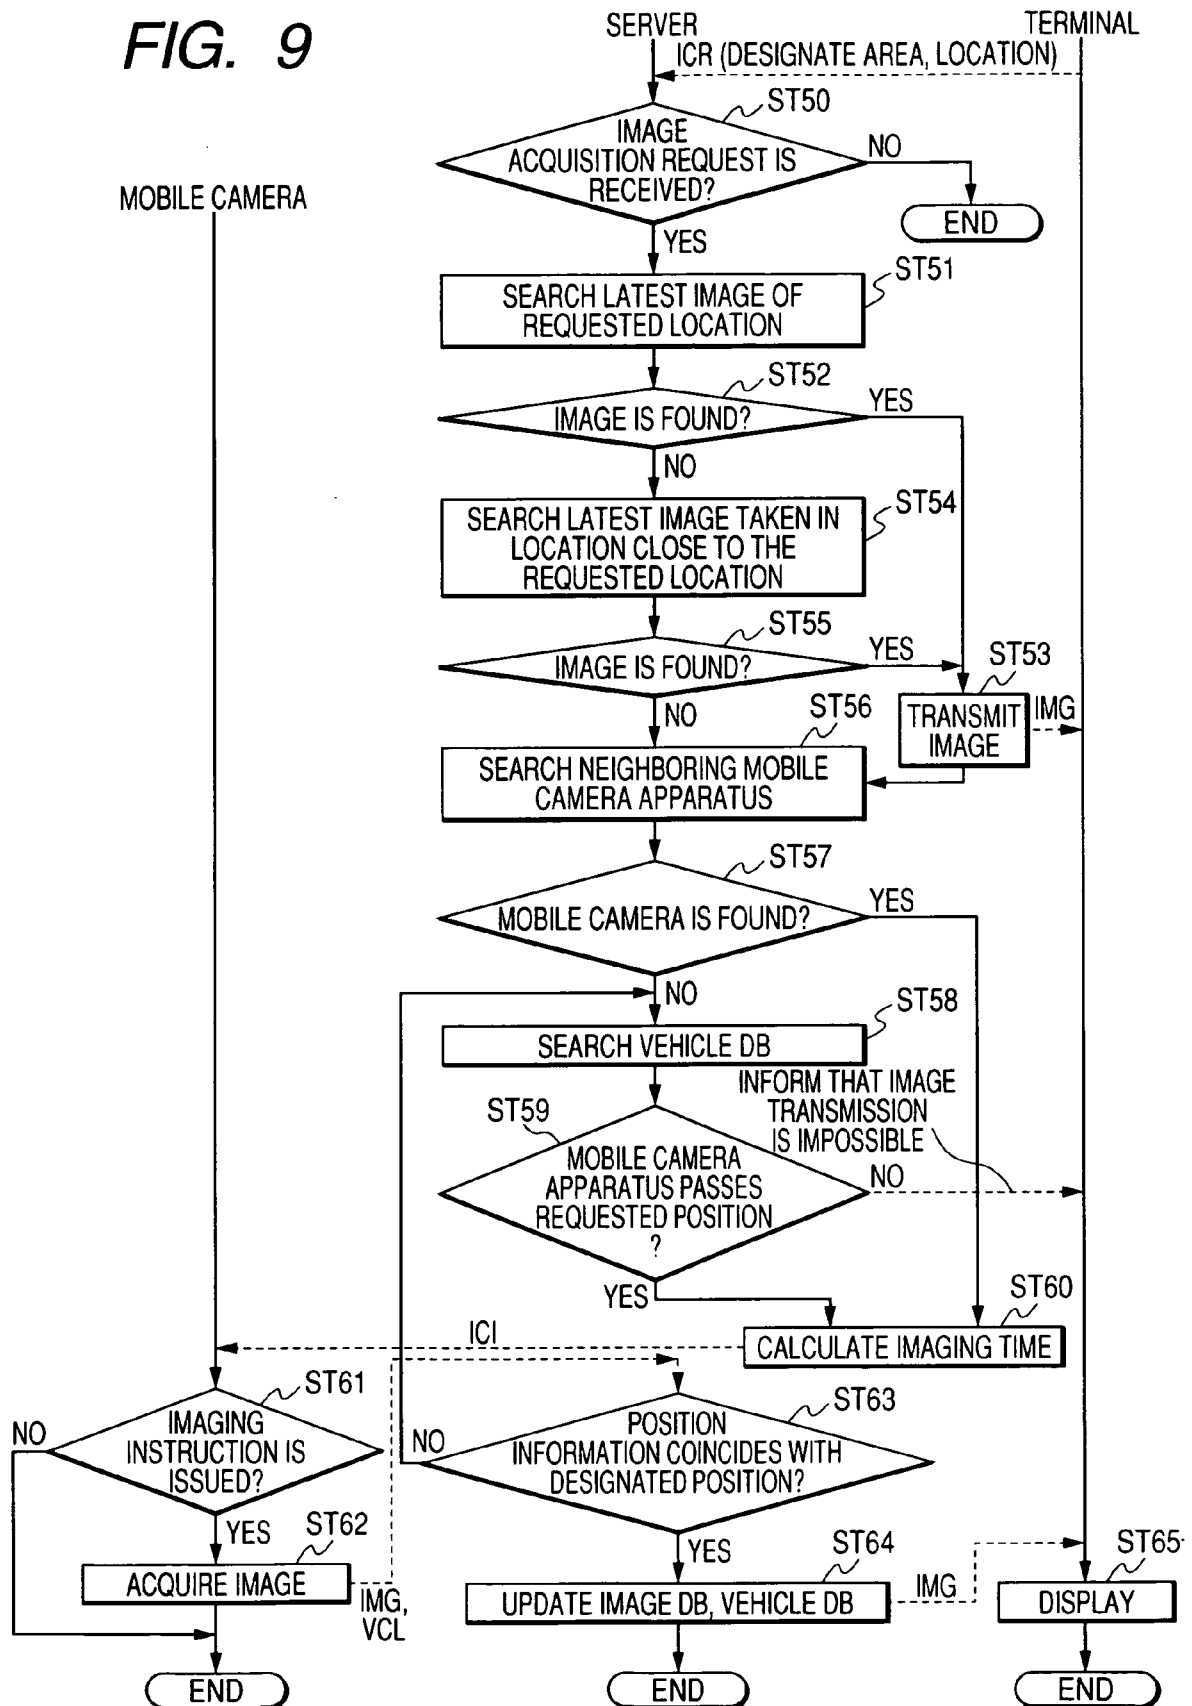 FIG. 9
SERVER
TERMINAL
ICR (DESIGNATE AREA, LOCATION)
ST50
IMAGE
ACQUISITION REQUEST IS
RECEIVED?
NO
END
MOBILE CAMERA
YES
ST51
SEARCH LATEST IMAGE OF
REQUESTED LOCATION
ST52
IMAGE IS FOUND?
YES
NO
ST54
SEARCH LATEST IMAGE TAKEN IN
LOCATION CLOSE TO THE
REQUESTED LOCATION
ST55
IMAGE IS FOUND?
YES
ST53
NO
TRANSMIT
IMAGE
IMG
ST56
SEARCH NEIGHBORING MOBILE
CAMERA APPARATUS
ST57
MOBILE CAMERA IS FOUND?
YES
NO
ST58
SEARCH VEHICLE DB
INFORM THAT IMAGE
TRANSMISSION
IS IMPOSSIBLE
ST59
MOBILE CAMERA
APPARATUS PASSES
REQUESTED POSITION
?
NO
YES
ST60
CALCULATE IMAGING TIME
ICI
ST61
IMAGING
INSTRUCTION IS
ISSUED?
NO
YES
ST62
ACQUIRE IMAGE
IMG,
VCL
END
ST63
POSITION
INFORMATION COINCIDES WITH
DESIGNATED POSITION?
NO
YES
ST64
UPDATE IMAGE DB, VEHICLE DB
IMG
END
ST65
DISPLAY
END